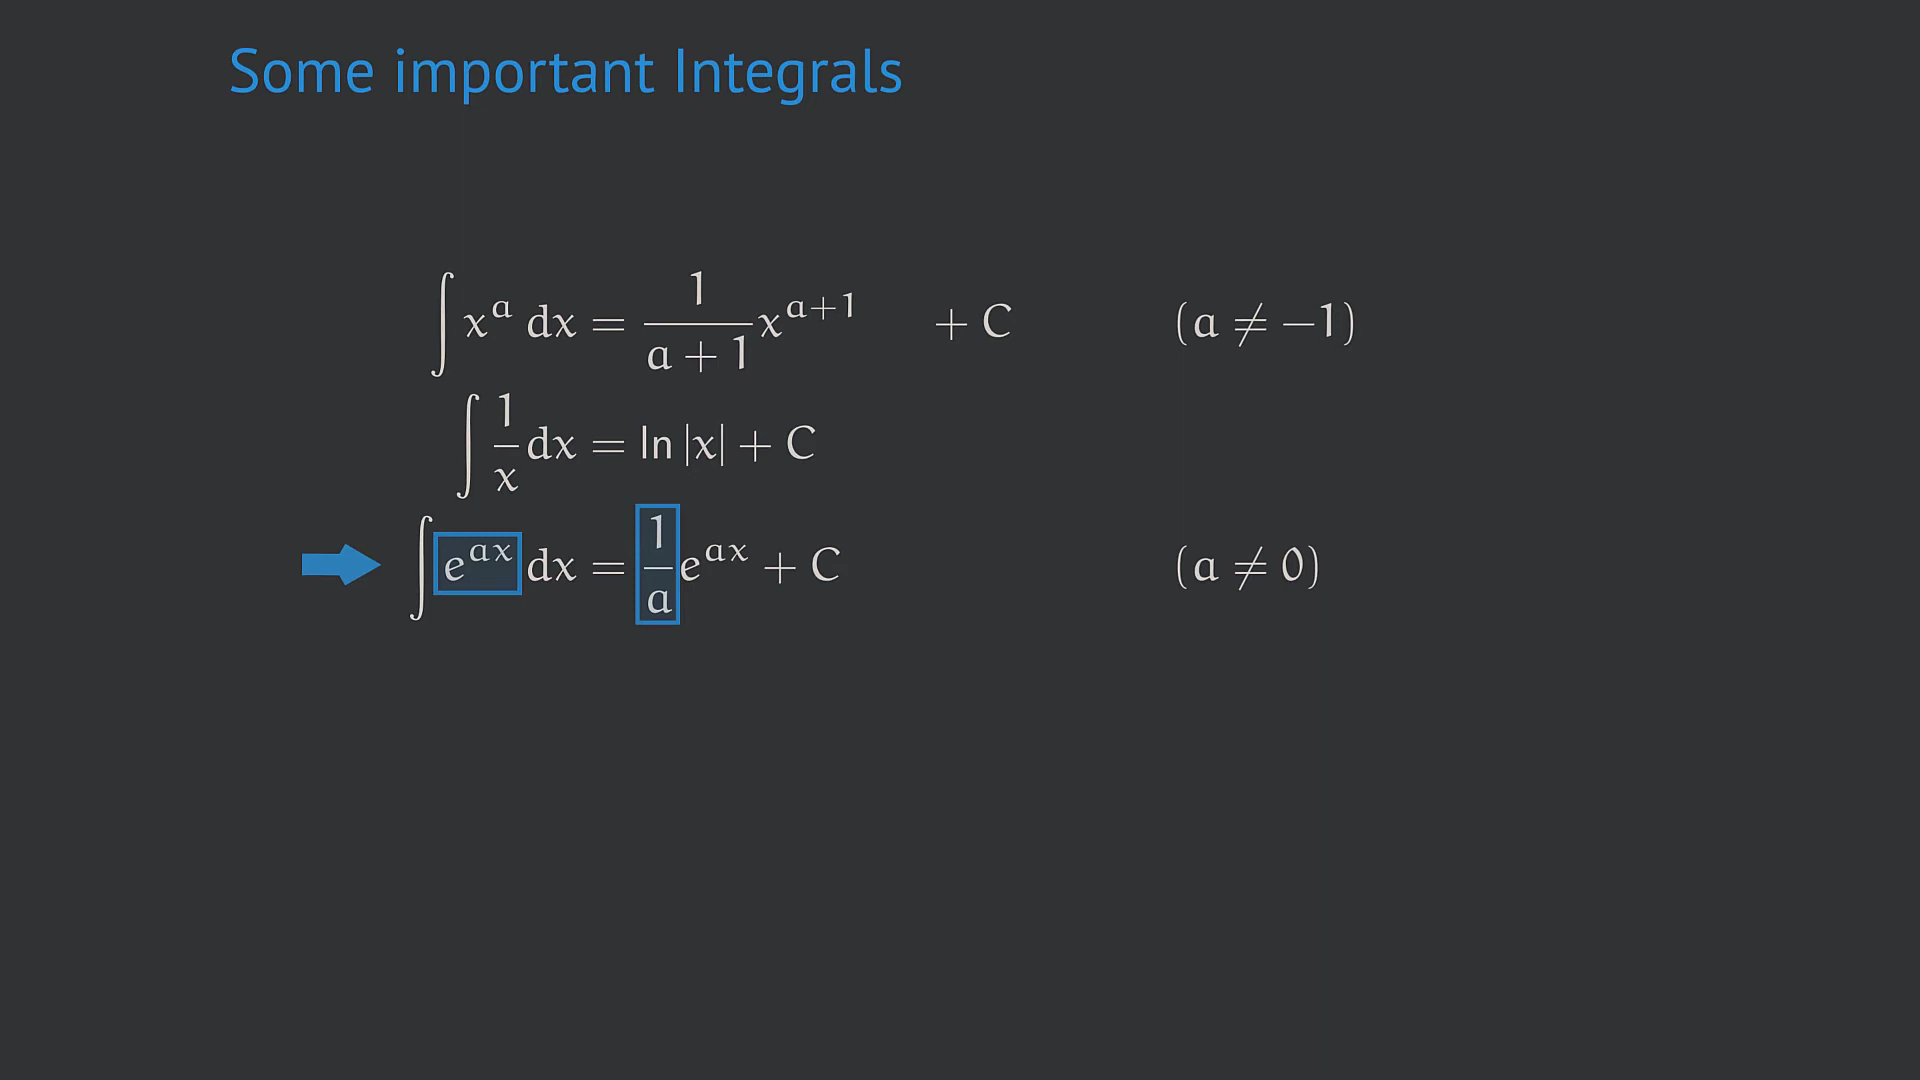 Some important Integrals
∫ x^a dx = 1/(a + 1) x^(a+1) + C (a ≠ −1)
∫ 1/x dx = ln |x| + C
∫ e^(ax) dx = 1/a e^(ax) + C (a ≠ 0)